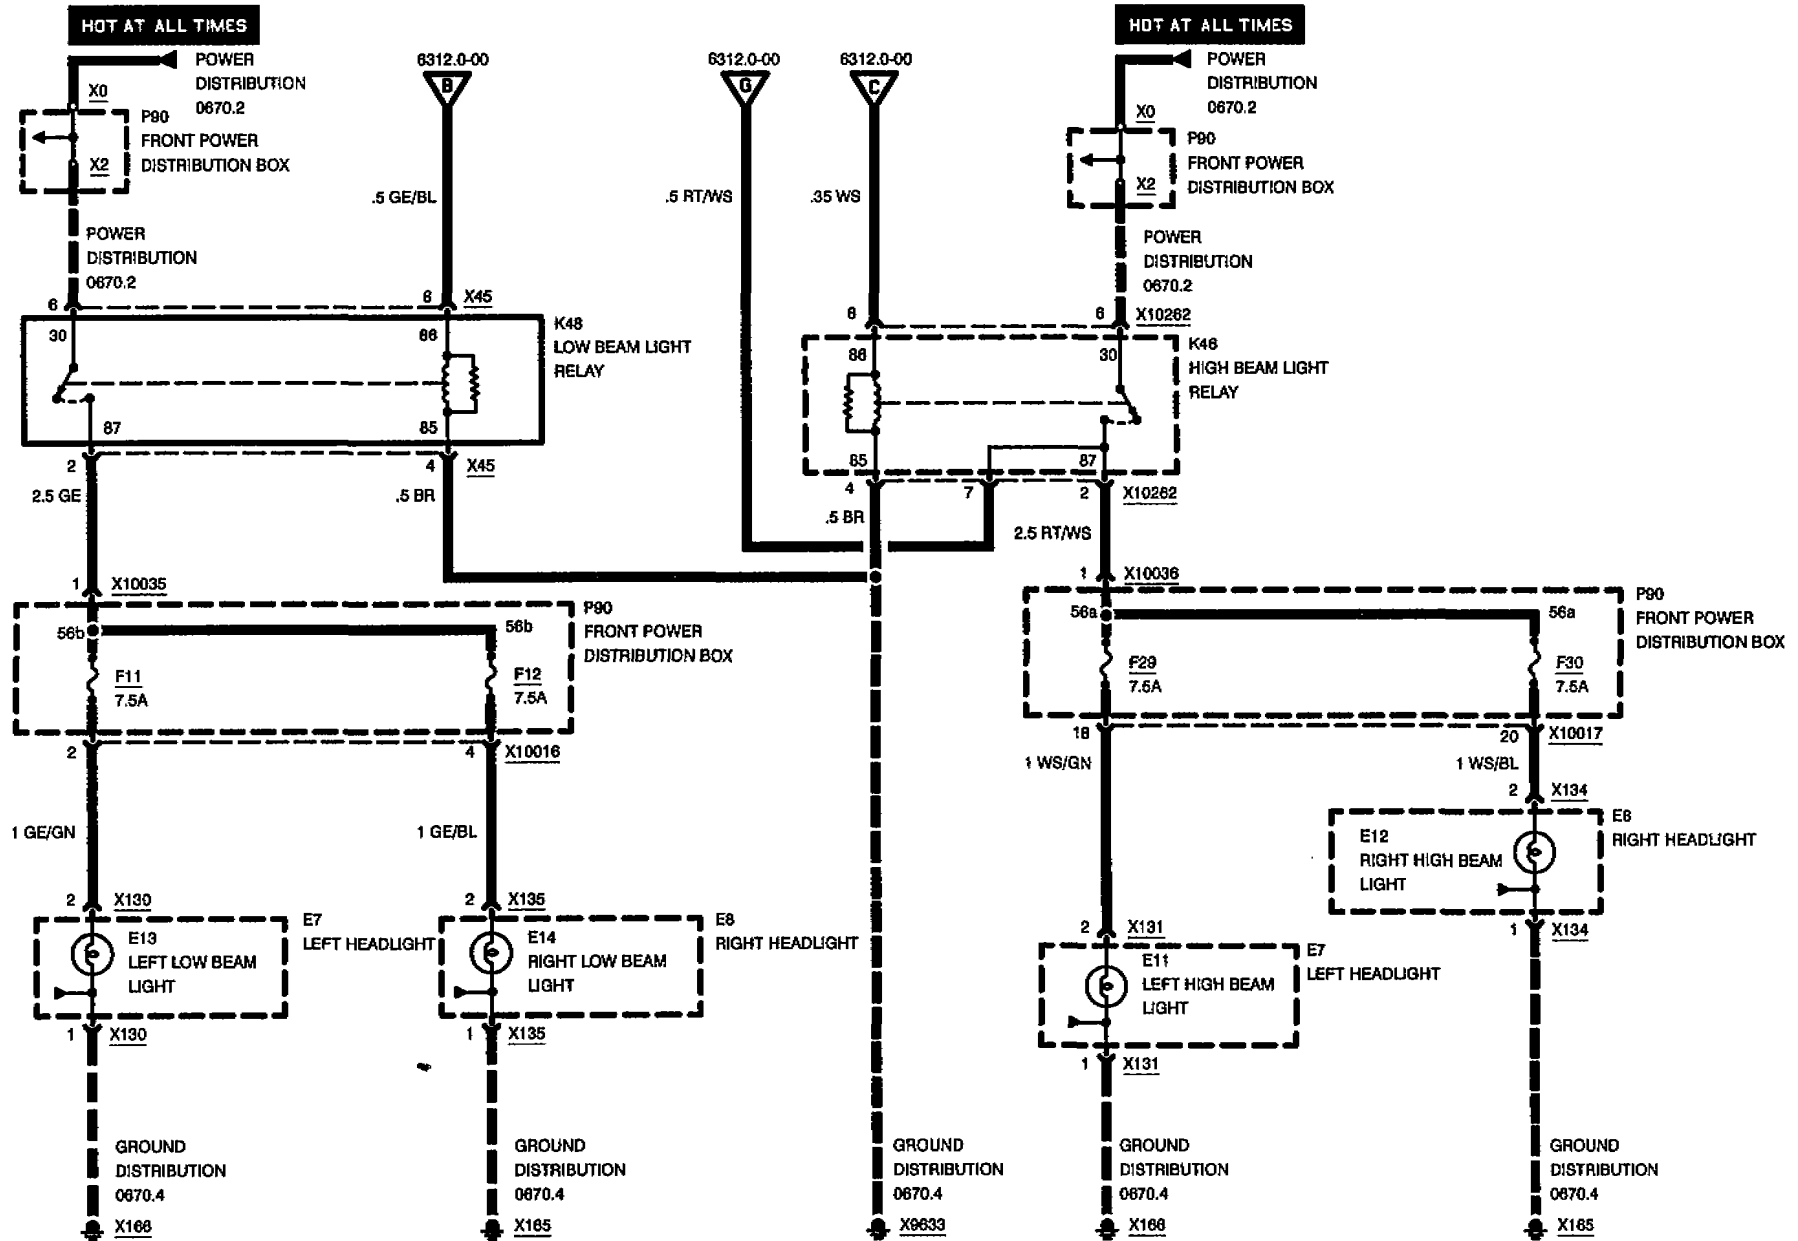 HOT AT ALL TIMES
POWER
DISTRIBUTION
0670.2
X0
P90
FRONT POWER
DISTRIBUTION BOX
X2
POWER
DISTRIBUTION
0670.2
6312.0-00
B
.5 GE/BL
6312.0-00
G
.5 RT/WS
6312.0-00
C
.35 WS
HOT AT ALL TIMES
POWER
DISTRIBUTION
0670.2
X0
P90
FRONT POWER
DISTRIBUTION BOX
X2
POWER
DISTRIBUTION
0670.2
6
6
X45
30
86
K48
LOW BEAM LIGHT
RELAY
87
85
2
4
X45
2.5 GE
.5 BR
6
6
X10262
86
30
K46
HIGH BEAM LIGHT
RELAY
85
87
4
7
2
X10262
.5 BR
2.5 RT/WS
1
X10035
P90
FRONT POWER
DISTRIBUTION BOX
56b
56b
F11
7.5A
F12
7.5A
2
4
X10016
1 GE/GN
1 GE/BL
1
X10036
P90
FRONT POWER
DISTRIBUTION BOX
56a
56a
F29
7.5A
F30
7.5A
18
20
X10017
1 WS/GN
1 WS/BL
2
X134
E8
RIGHT HEADLIGHT
E12
RIGHT HIGH BEAM
LIGHT
1
X134
2
X130
E7
LEFT HEADLIGHT
E13
LEFT LOW BEAM
LIGHT
1
X130
2
X135
E8
RIGHT HEADLIGHT
E14
RIGHT LOW BEAM
LIGHT
1
X135
2
X131
E7
LEFT HEADLIGHT
E11
LEFT HIGH BEAM
LIGHT
1
X131
GROUND
DISTRIBUTION
0670.4
X166
GROUND
DISTRIBUTION
0670.4
X165
GROUND
DISTRIBUTION
0670.4
X9633
GROUND
DISTRIBUTION
0670.4
X166
GROUND
DISTRIBUTION
0670.4
X165